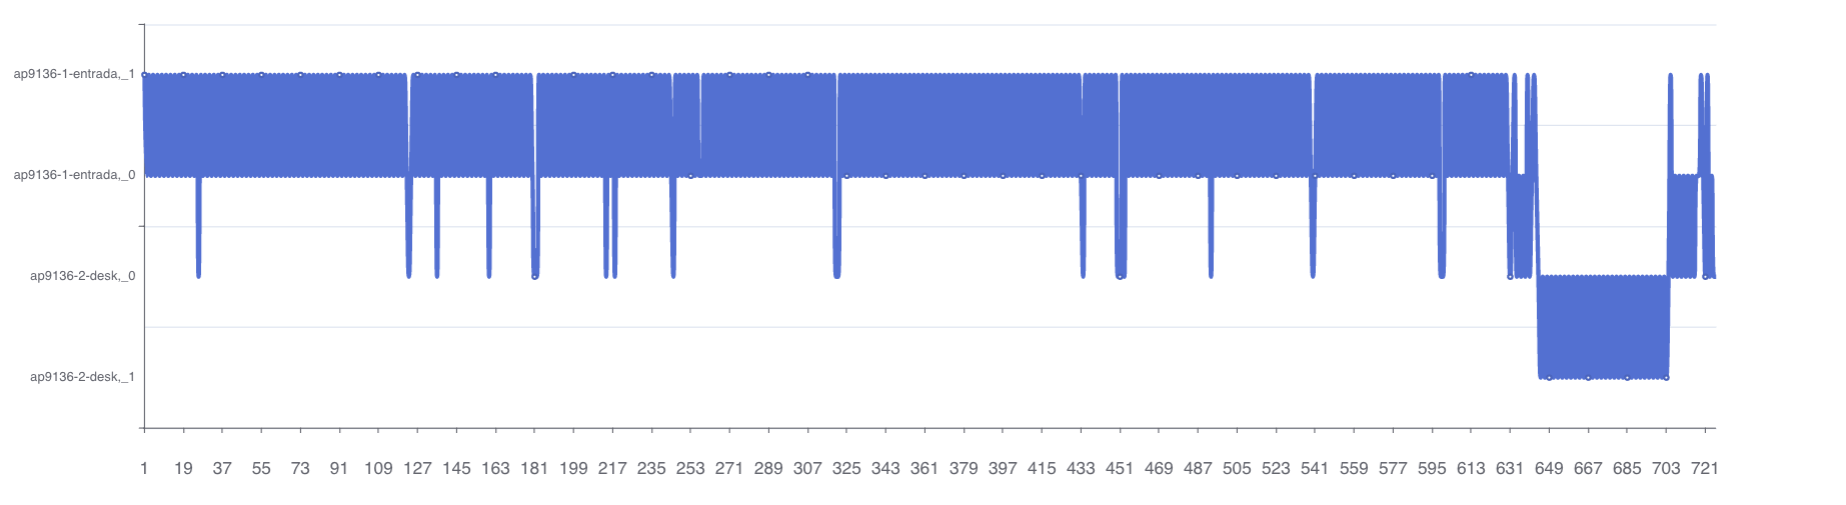 ap9136-1-entrada,_1
ap9136-1-entrada,_0
ap9136-2-desk,_0
ap9136-2-desk,_1
1 19 37 55 73 91 109 127 145 163 181 199 217 235 253 271 289 307 325 343 361 379 397 415 433 451 469 487 505 523 541 559 577 595 613 631 649 667 685 703 721